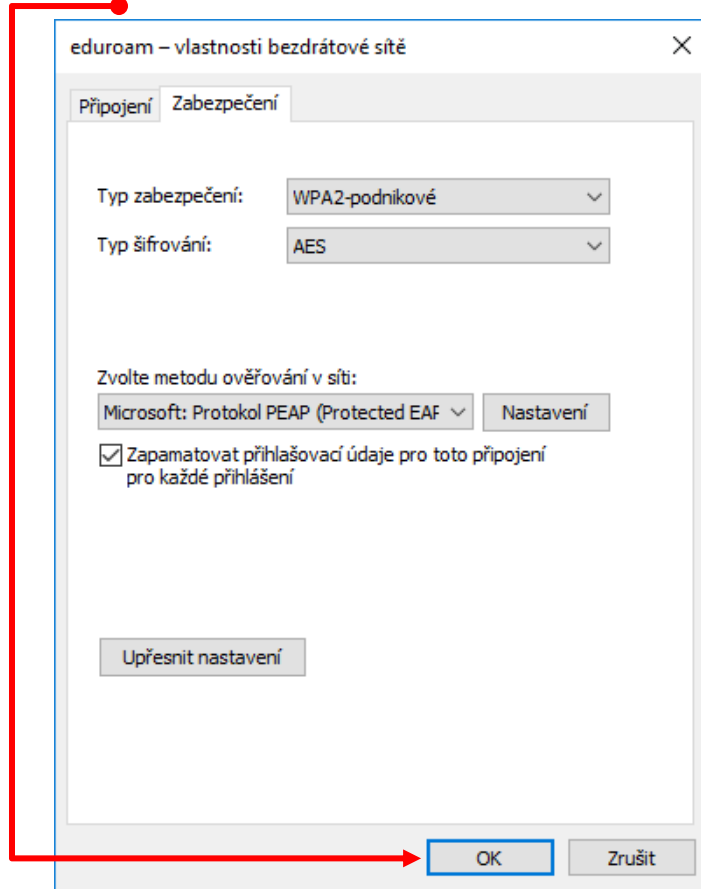 eduroam – vlastnosti bezdrátové sítě
Připojení Zabezpečení
Typ zabezpečení: WPA2-podnikové
Typ šifrování: AES
Zvolte metodu ověřování v síti:
Microsoft: Protokol PEAP (Protected EAP Nastavení
Zapamatovat přihlašovací údaje pro toto připojení
pro každé přihlášení
Upřesnit nastavení
OK Zrušit